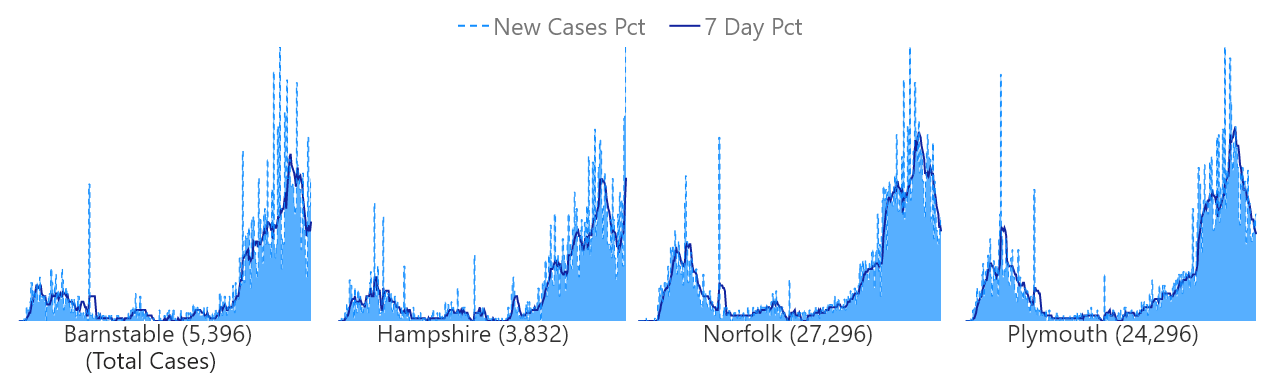 New Cases Pct 7 Day Pct
Barnstable (5,396) Hampshire (3,832) Norfolk (27,296) Plymouth (24,296)
(Total Cases)